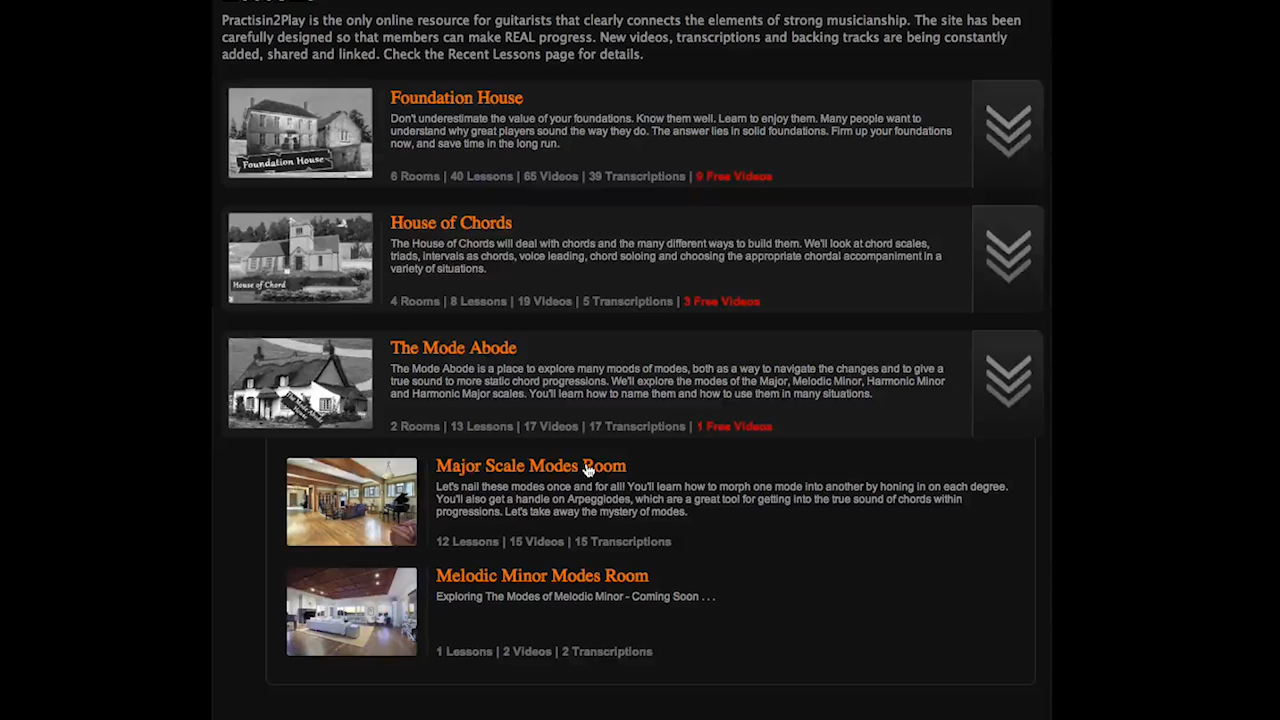 Practisin2Play is the only online resource for guitarists that clearly connects the elements of strong musicianship. The site has been
carefully designed so that members can make REAL progress. New videos, transcriptions and backing tracks are being constantly
added, shared and linked. Check the Recent Lessons page for details.
Foundation House
Don't underestimate the value of your foundations. Know them well. Learn to enjoy them. Many people want to
understand why great players sound the way they do. The answer lies in solid foundations. Firm up your foundations
now, and save time in the long run.
Foundation House
6 Rooms | 40 Lessons | 65 Videos | 39 Transcriptions | 9 Free Videos
House of Chords
The House of Chords will deal with chords and the many different ways to build them. We'll look at chord scales,
triads, intervals as chords, voice leading, chord soloing and choosing the appropriate chordal accompaniment in a
variety of situations.
House of Chord
4 Rooms | 8 Lessons | 19 Videos | 5 Transcriptions | 3 Free Videos
The Mode Abode
The Mode Abode is a place to explore many moods of modes, both as a way to navigate the changes and to give a
true sound to more static chord progressions. We'll explore the modes of the Major, Melodic Minor, Harmonic Minor
and Harmonic Major scales. You'll learn how to name them and how to use them in many situations.
The Mode Abode
House
2 Rooms | 13 Lessons | 17 Videos | 17 Transcriptions | 1 Free Videos
Major Scale Modes Room
Let's nail these modes once and for all! You'll learn how to morph one mode into another by honing in on each degree.
You'll also get a handle on Arpeggiodes, which are a great tool for getting into the true sound of chords within
progressions. Let's take away the mystery of modes.
12 Lessons | 15 Videos | 15 Transcriptions
Melodic Minor Modes Room
Exploring The Modes of Melodic Minor - Coming Soon . . .
1 Lessons | 2 Videos | 2 Transcriptions